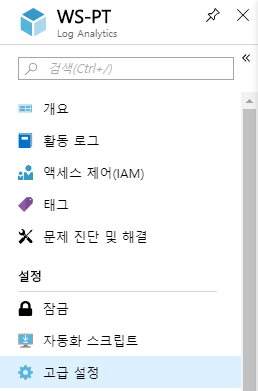 WS-PT
Log Analytics
검색(Ctrl+/)
개요
활동 로그
액세스 제어(IAM)
태그
문제 진단 및 해결
설정
잠금
자동화 스크립트
고급 설정